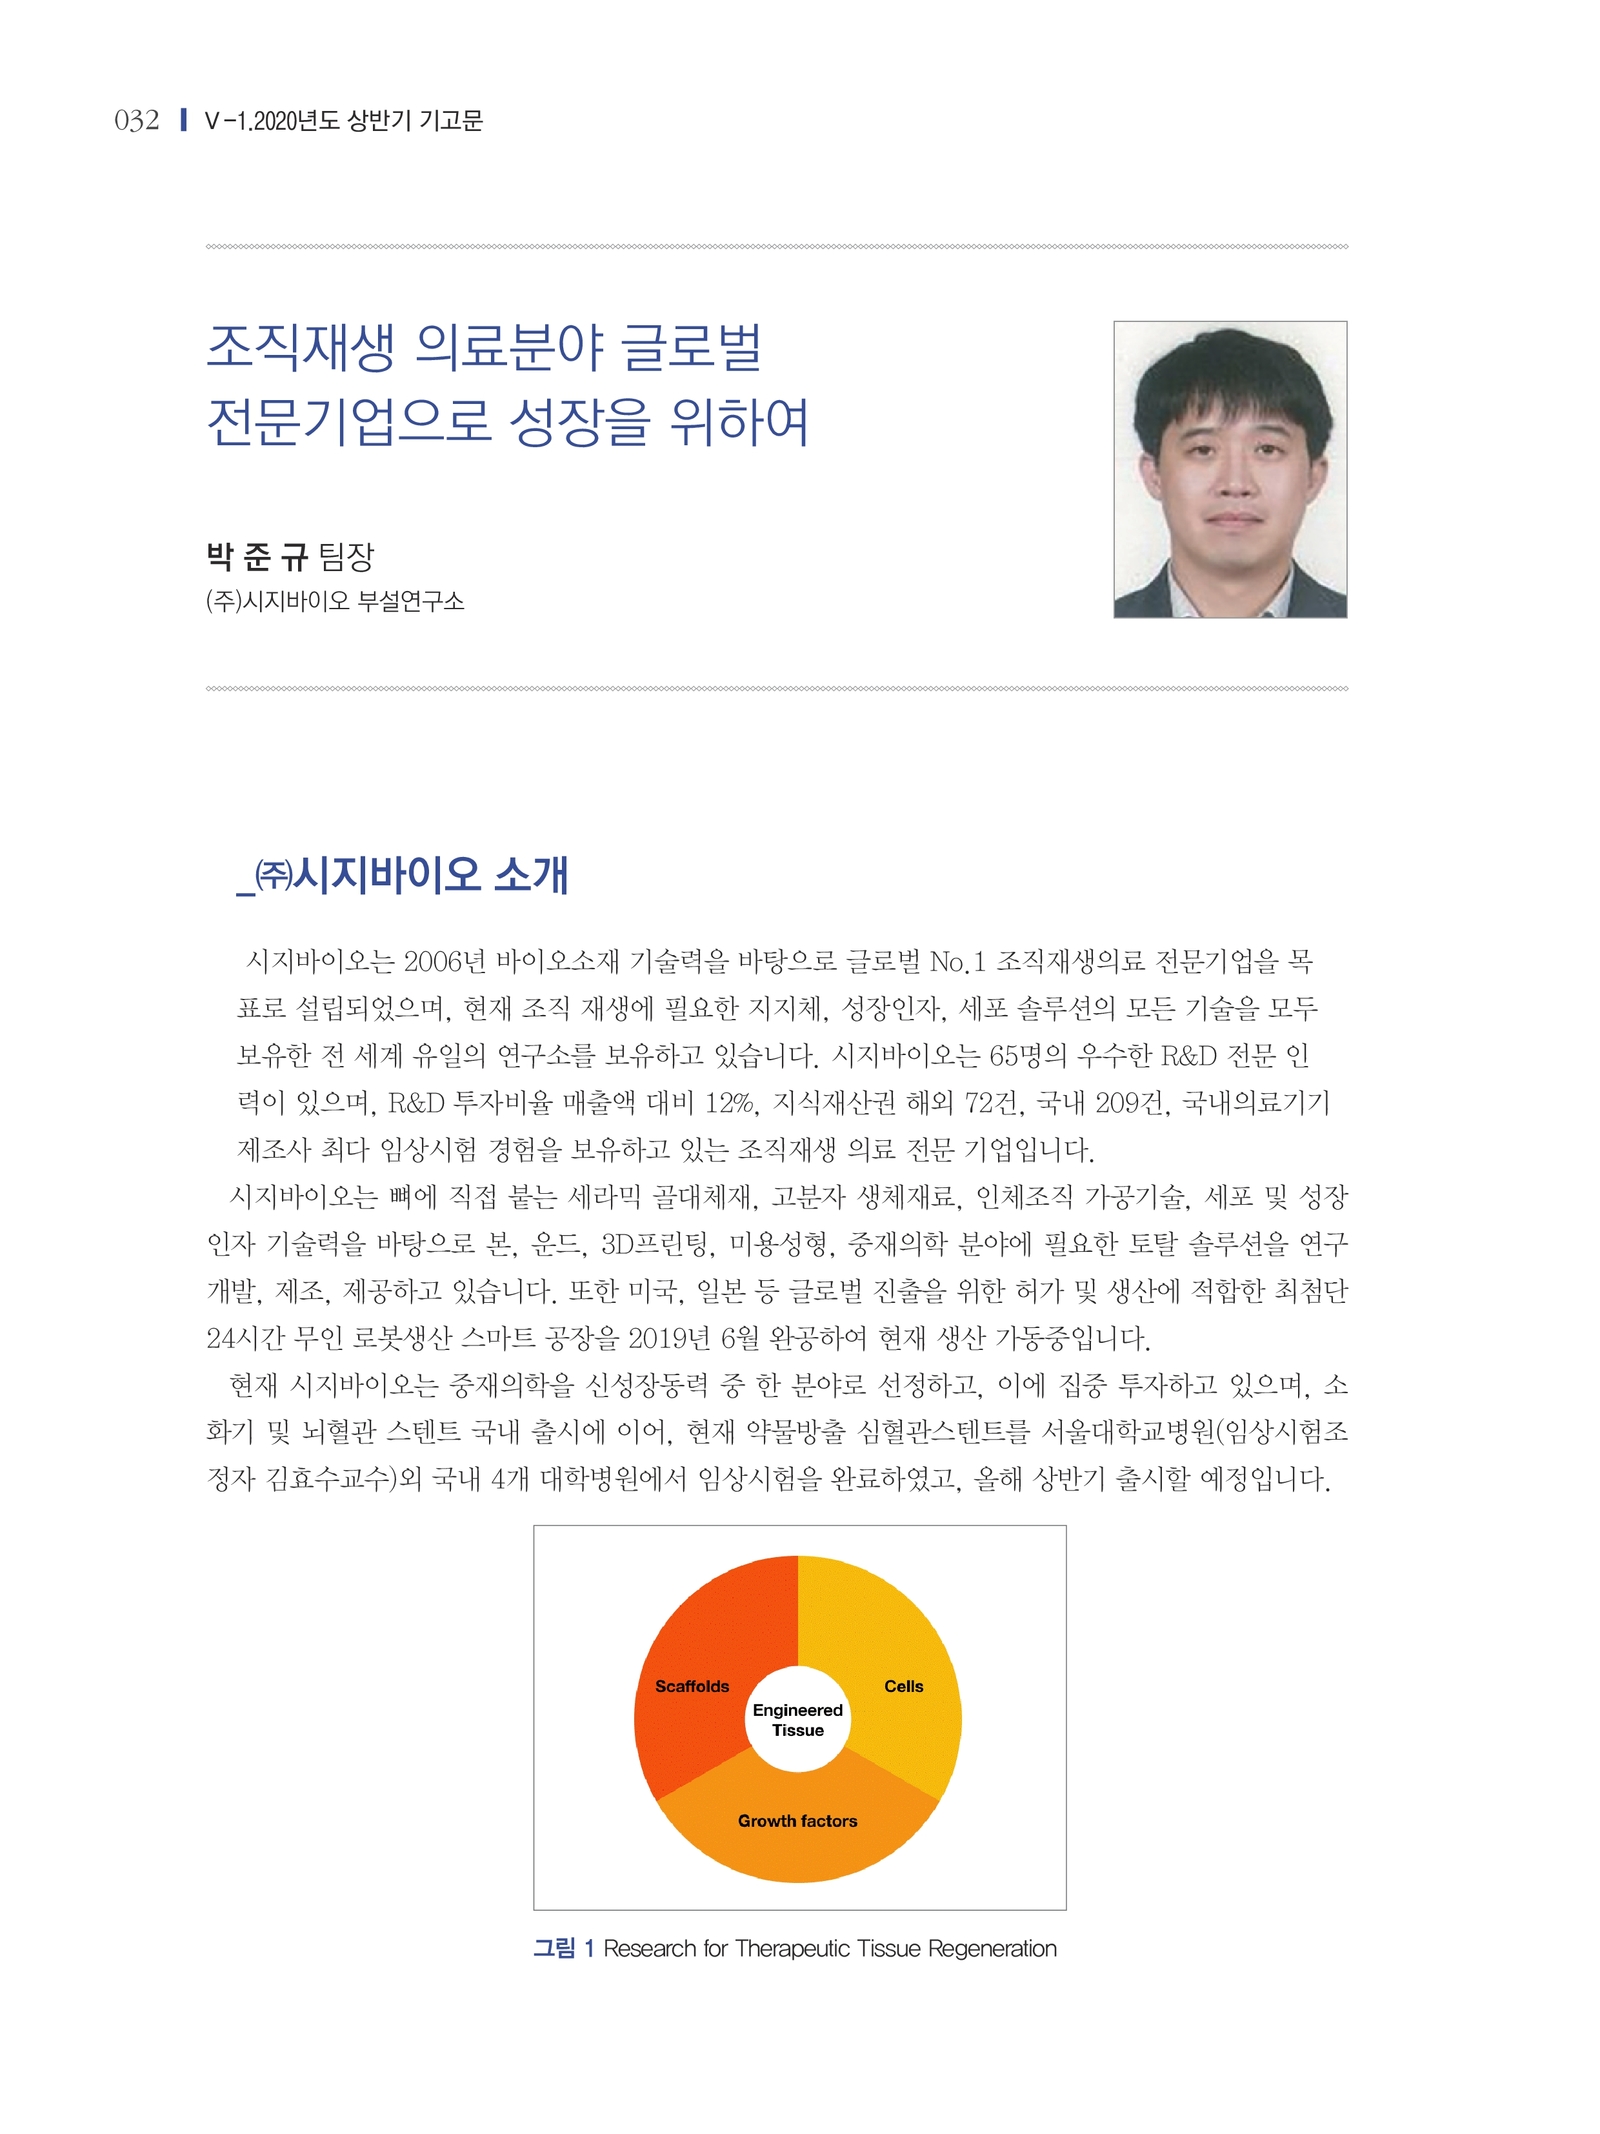 032 V-1.2020년도 상반기 기고문
조직재생 의료분야 글로벌
전문기업으로 성장을 위하여
박 준 규 팀장
(주)시지바이오 부설연구소
_㈜시지바이오 소개
시지바이오는 2006년 바이오소재 기술력을 바탕으로 글로벌 No.1 조직재생의료 전문기업을 목
표로 설립되었으며, 현재 조직 재생에 필요한 지지체, 성장인자, 세포 솔루션의 모든 기술을 모두
보유한 전 세계 유일의 연구소를 보유하고 있습니다. 시지바이오는 65명의 우수한 R&D 전문 인
력이 있으며, R&D 투자비율 매출액 대비 12%, 지식재산권 해외 72건, 국내 209건, 국내의료기기
제조사 최다 임상시험 경험을 보유하고 있는 조직재생 의료 전문 기업입니다.
시지바이오는 뼈에 직접 붙는 세라믹 골대체재, 고분자 생체재료, 인체조직 가공기술, 세포 및 성장
인자 기술력을 바탕으로 본, 운드, 3D프린팅, 미용성형, 중재의학 분야에 필요한 토탈 솔루션을 연구
개발, 제조, 제공하고 있습니다. 또한 미국, 일본 등 글로벌 진출을 위한 허가 및 생산에 적합한 최첨단
24시간 무인 로봇생산 스마트 공장을 2019년 6월 완공하여 현재 생산 가동중입니다.
현재 시지바이오는 중재의학을 신성장동력 중 한 분야로 선정하고, 이에 집중 투자하고 있으며, 소
화기 및 뇌혈관 스텐트 국내 출시에 이어, 현재 약물방출 심혈관스텐트를 서울대학교병원(임상시험조
정자 김효수교수)외 국내 4개 대학병원에서 임상시험을 완료하였고, 올해 상반기 출시할 예정입니다.
Scaffolds
Cells
Engineered
Tissue
Growth factors
그림 1 Research for Therapeutic Tissue Regeneration